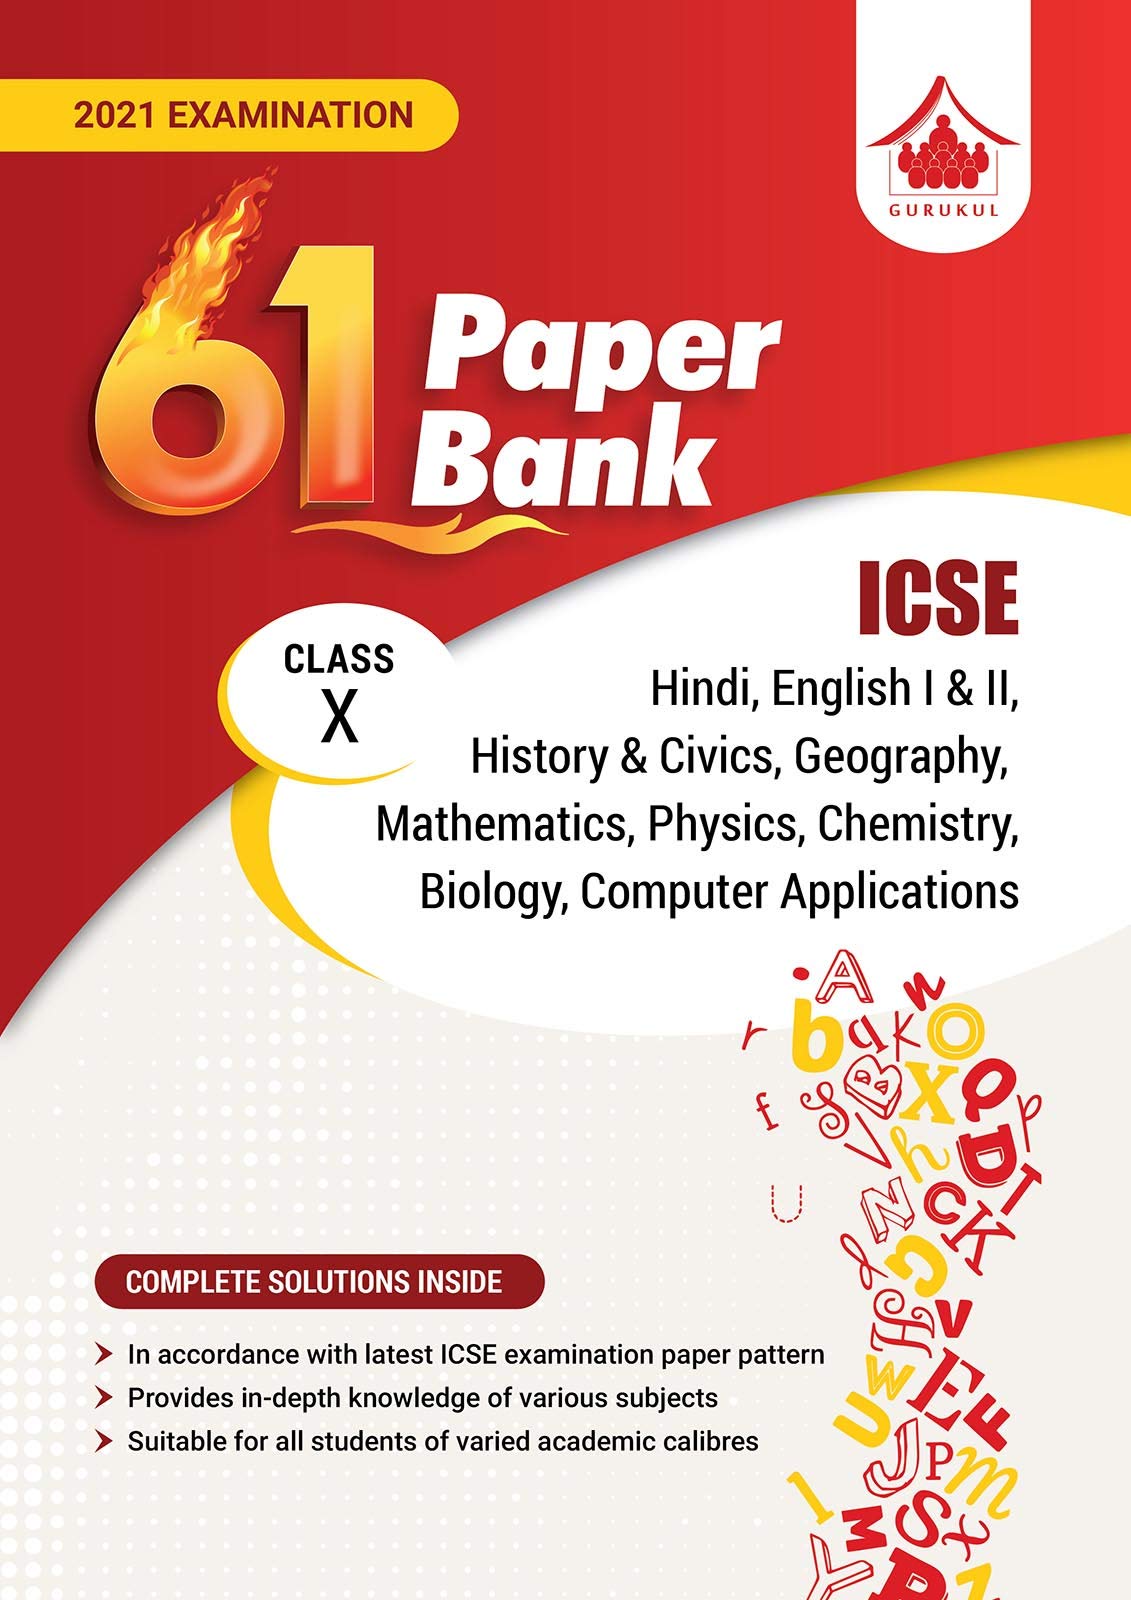 2021 EXAMINATION
GURUKUL
61 Paper
Bank
ICSE
CLASS
X
Hindi, English I & II,
History & Civics, Geography,
Mathematics, Physics, Chemistry,
Biology, Computer Applications
COMPLETE SOLUTIONS INSIDE
In accordance with latest ICSE examination paper pattern
Provides in-depth knowledge of various subjects
Suitable for all students of varied academic calibres